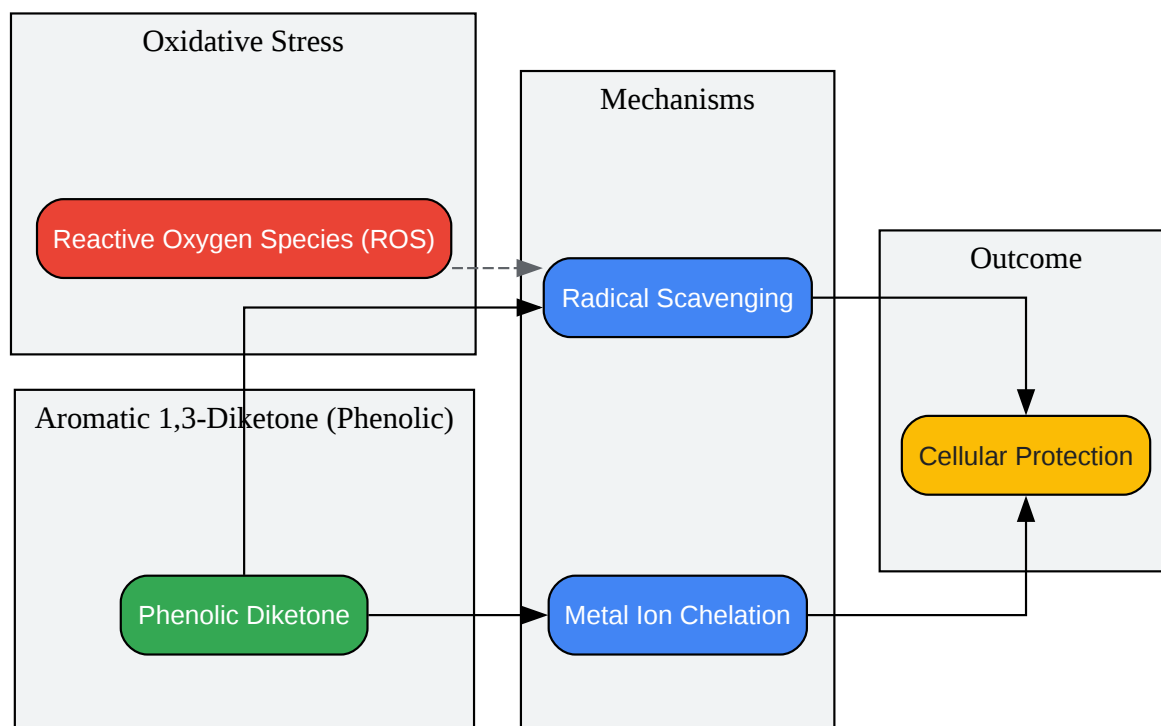 Oxidative Stress
Reactive Oxygen Species (ROS)
Aromatic 1,3-Diketone (Phenolic)
Phenolic Diketone
Mechanisms
Radical Scavenging
Metal Ion Chelation
Outcome
Cellular Protection